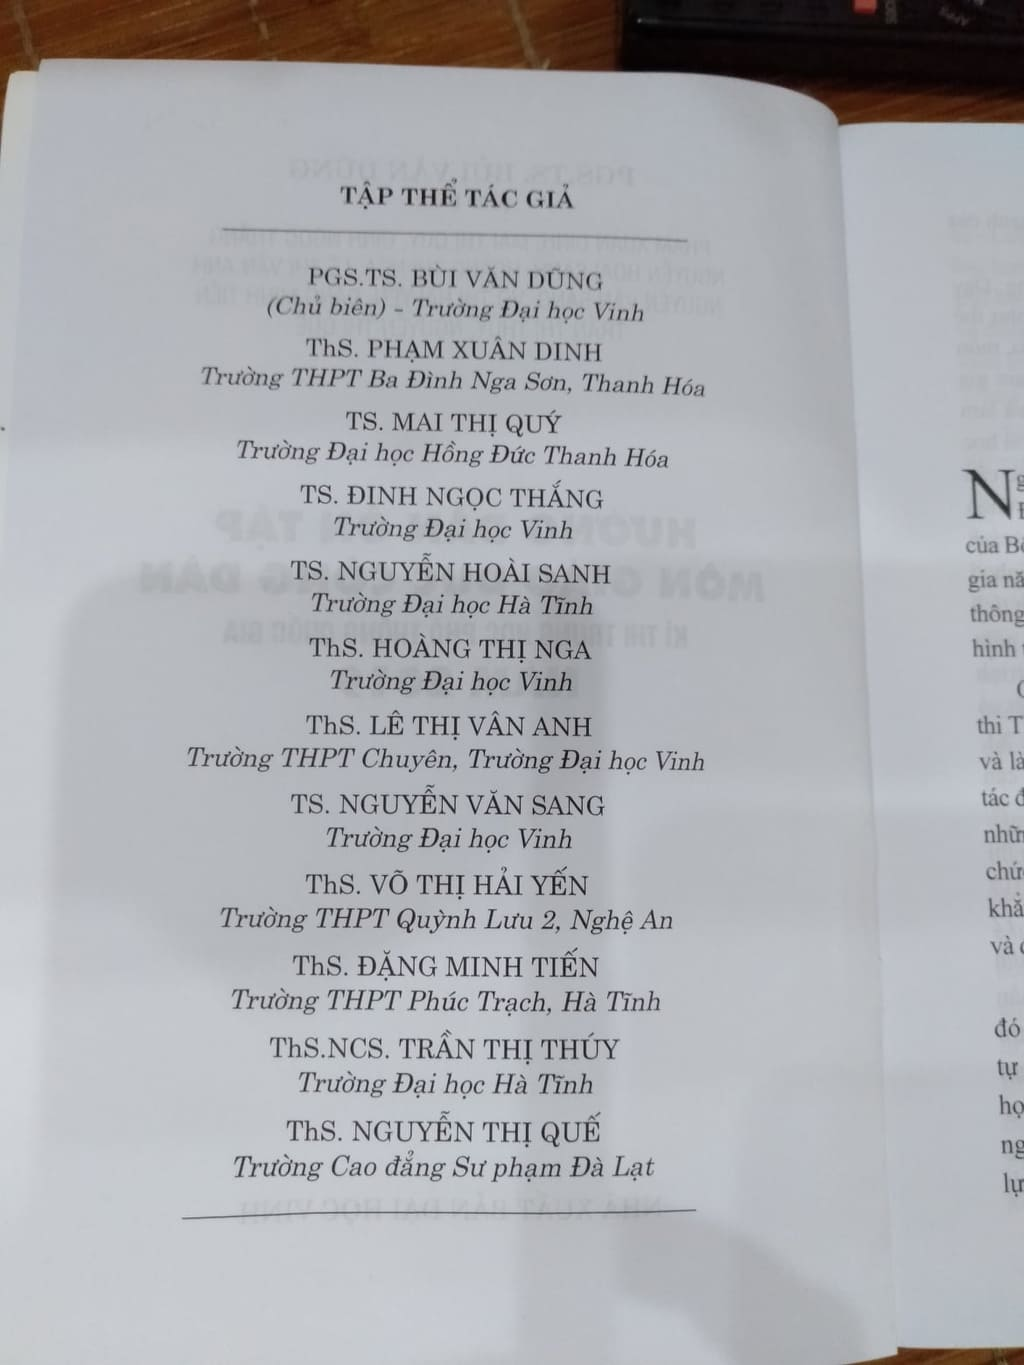 TẬP THỂ TÁC GIẢ
PGS.TS. BÙI VĂN DŨNG
(Chủ biên) - Trường Đại học Vinh
ThS. PHẠM XUÂN DINH
Trường THPT Ba Đình Nga Sơn, Thanh Hóa
TS. MAI THỊ QUÝ
Trường Đại học Hồng Đức Thanh Hóa
TS. ĐINH NGỌC THẮNG
Trường Đại học Vinh
TS. NGUYỄN HOÀI SANH
Trường Đại học Hà Tĩnh
ThS. HOÀNG THỊ NGA
Trường Đại học Vinh
ThS. LÊ THỊ VÂN ANH
Trường THPT Chuyên, Trường Đại học Vinh
TS. NGUYỄN VĂN SANG
Trường Đại học Vinh
ThS. VÕ THỊ HẢI YẾN
Trường THPT Quỳnh Lưu 2, Nghệ An
ThS. ĐẶNG MINH TIẾN
Trường THPT Phúc Trạch, Hà Tĩnh
ThS.NCS. TRẦN THỊ THÚY
Trường Đại học Hà Tĩnh
ThS. NGUYỄN THỊ QUẾ
Trường Cao đẳng Sư phạm Đà Lạt
của
gia
thông
hình
thi
và là
tác
và
đó
tự